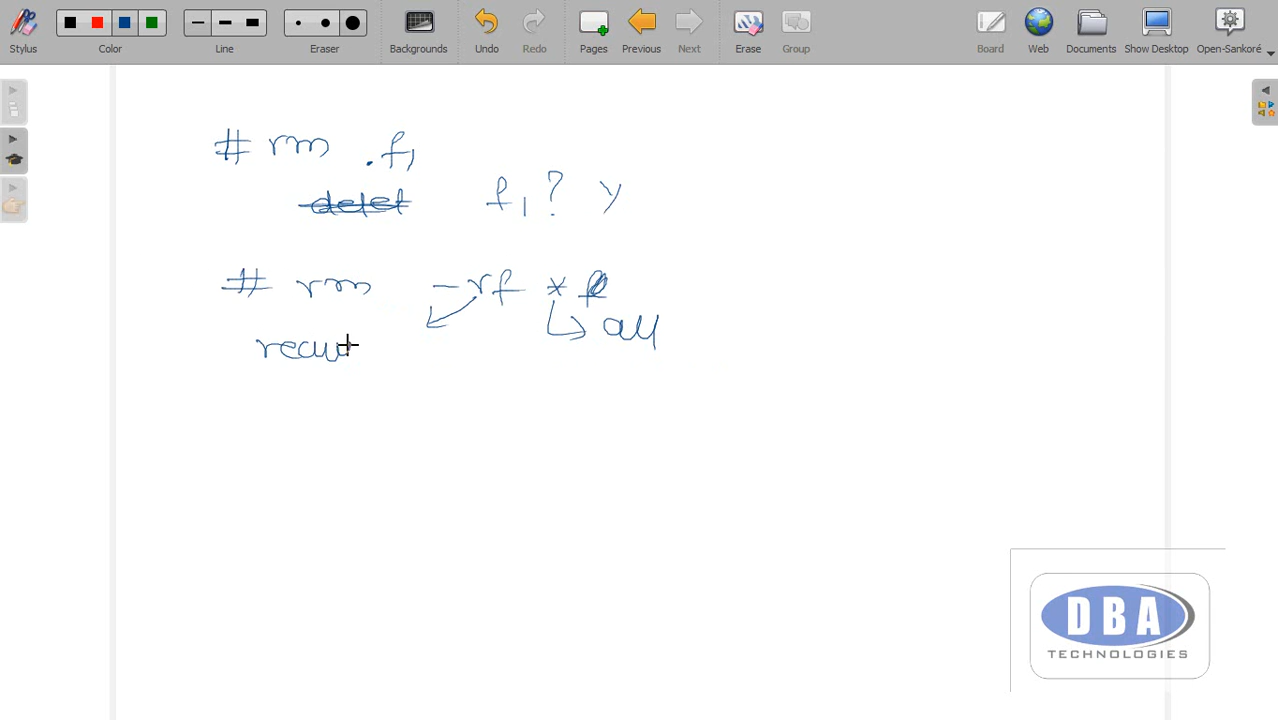 Stylus Color Line Eraser Backgrounds Undo Redo Pages Previous Next Erase Group Board Web Documents Show Desktop Open-Sankoré
# rm .f1
delet f1? y
# rm -rf *
all
recu
DBA
TECHNOLOGIES